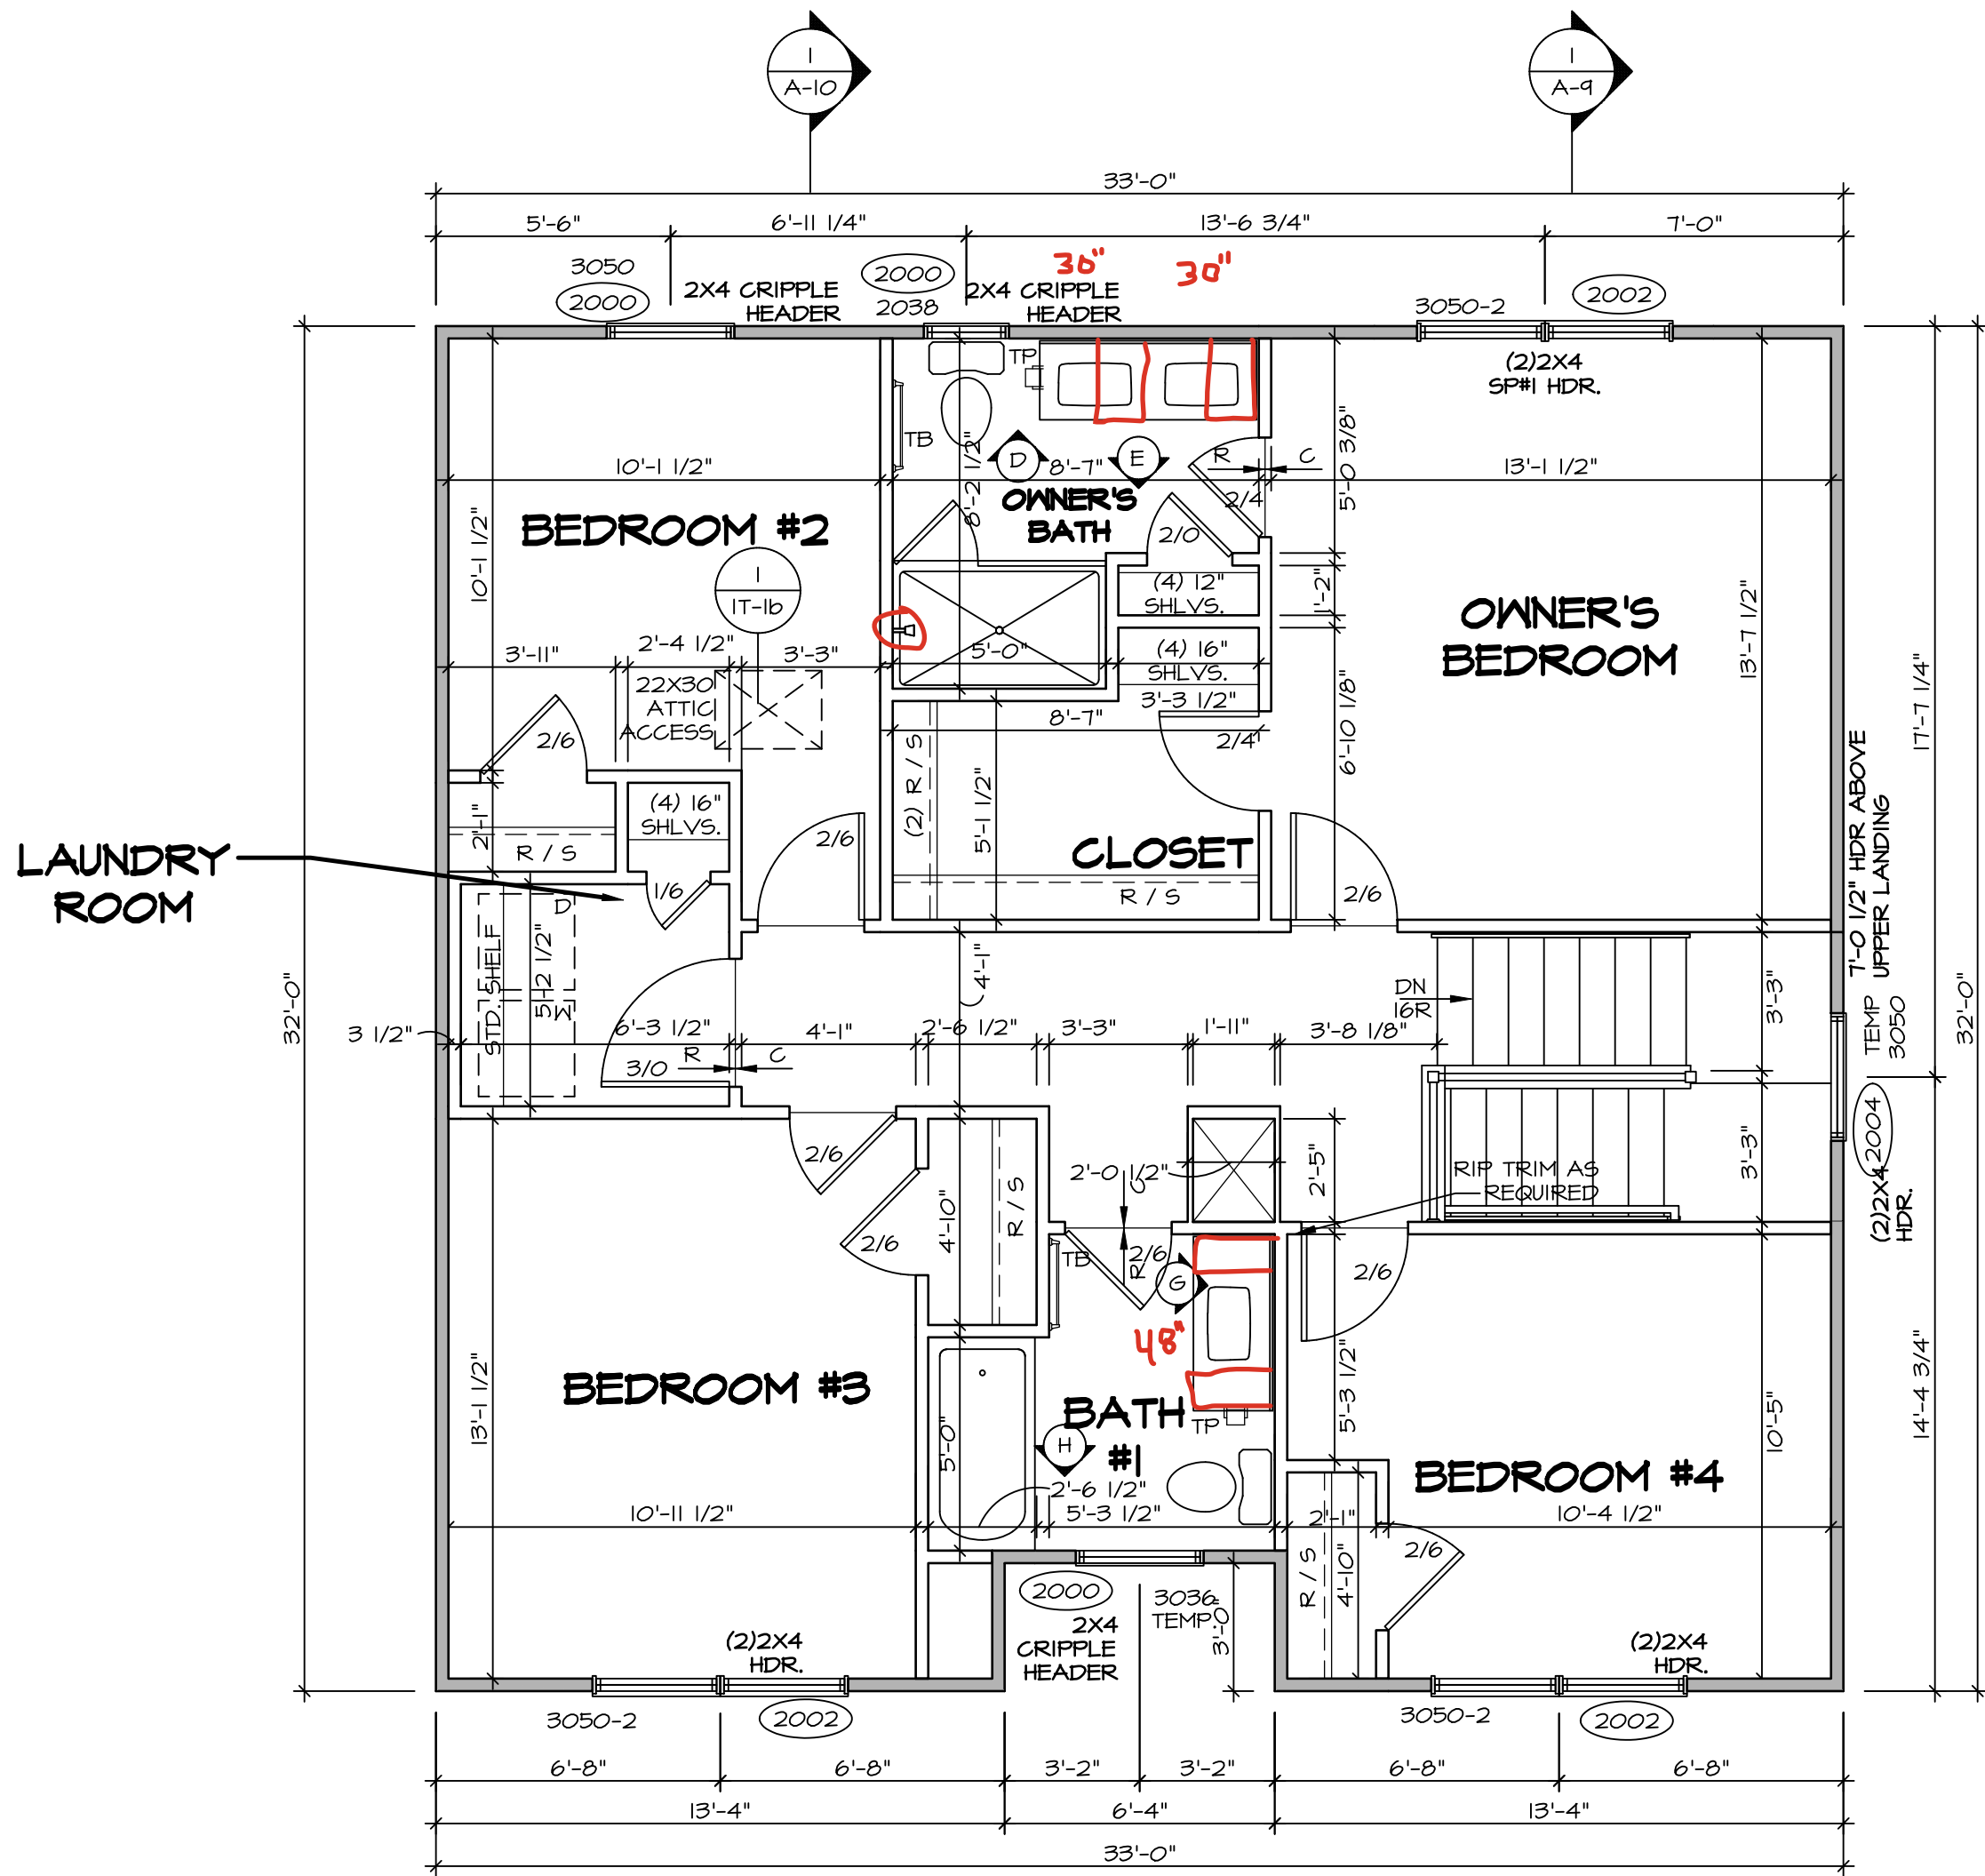 1
A-10
1
A-9
33'-0"
5'-6"
6'-11 1/4"
13'-6 3/4"
7'-0"
3050
2000
2X4 CRIPPLE
HEADER
2000
2038
2X4 CRIPPLE
HEADER
36"
30"
3050-2
2002
(2)2X4
SP#1 HDR.
TP
TB
D
E
8'-2 1/2"
8'-7"
R
C
2/4
5'-0 3/8"
10'-1 1/2"
13'-1 1/2"
OWNER'S
BATH
BEDROOM #2
10'-1 1/2"
1
1T-1b
2/0
(4) 12"
SHLVS.
1'-2"
OWNER'S
BEDROOM
13'-7 1/2"
3'-11"
2'-4 1/2"
3'-3"
5'-0"
(4) 16"
SHLVS.
3'-3 1/2"
22X30
ATTIC
ACCESS
2/6
8'-7"
2/4
6'-10 1/8"
17'-7 1/4"
(2) R / S
5'-1 1/2"
2'-1"
(4) 16"
SHLVS.
R / S
2/6
CLOSET
R / S
2/6
7'-0 1/2" HDR ABOVE
UPPER LANDING
LAUNDRY
ROOM
1/6
D
STD. SHELF
5'-2 1/2"
W
4'-1"
DN
16R
3'-3"
TEMP
3050
32'-0"
32'-0"
3 1/2"
6'-3 1/2"
4'-1"
2'-6 1/2"
3'-3"
1'-11"
3'-8 1/8"
3/0
R
C
2004
(2)2X4
HDR.
2/6
2/6
4'-10"
R / S
2'-0 1/2"
C
2'-5"
RIP TRIM AS
REQUIRED
3'-3"
TB
2/6
R
G
2/6
48"
BEDROOM #3
13'-1 1/2"
5'-0"
BATH
#1
TP
H
2'-6 1/2"
5'-3 1/2"
5'-3 1/2"
BEDROOM #4
10'-5"
14'-4 3/4"
10'-11 1/2"
2'-1"
10'-4 1/2"
2/6
R / S
4'-10"
2000
3036
TEMP.
2X4
CRIPPLE
HEADER
3'-0"
(2)2X4
HDR.
(2)2X4
HDR.
3050-2
2002
3050-2
2002
6'-8"
6'-8"
3'-2"
3'-2"
6'-8"
6'-8"
13'-4"
6'-4"
13'-4"
33'-0"